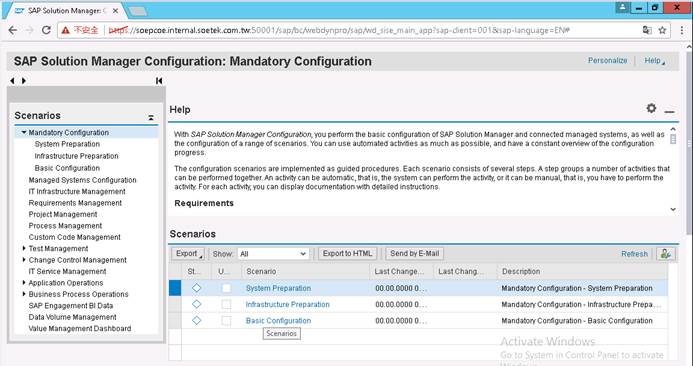 SAP Solution Manager: C
不安全
https://soepcoe.internal.soetek.com.tw:50001/sap/bc/webdynpro/sap/wd_sise_main_app?sap-client=001&sap-language=EN#
SAP Solution Manager Configuration: Mandatory Configuration
Personalize
Help
Scenarios
Mandatory Configuration
System Preparation
Infrastructure Preparation
Basic Configuration
Managed Systems Configuration
IT Infrastructure Management
Requirements Management
Project Management
Process Management
Custom Code Management
Test Management
Change Control Management
IT Service Management
Application Operations
Business Process Operations
SAP Engagement BI Data
Data Volume Management
Value Management Dashboard
Help
With SAP Solution Manager Configuration, you perform the basic configuration of SAP Solution Manager and connected managed systems, as well as
the configuration of a range of scenarios. You can use automated activities as much as possible, and have a constant overview of the configuration
progress.
The configuration scenarios are implemented as guided procedures. Each scenario consists of several steps. A step groups a number of activities that
can be performed together. An activity can be automatic, that is, the system can perform the activity, or it can be manual, that is, you have to perform the
activity. For each activity, you can display documentation with detailed instructions.
Requirements
Scenarios
Export Show: All Export to HTML Send by E-Mail Refresh
St... U... Scenario Last Change... Last Chang... Description
System Preparation 00.00.0000 0... Mandatory Configuration - System Preparation
Infrastructure Preparation 00.00.0000 0... Mandatory Configuration - Infrastructure Prepa...
Basic Configuration 00.00.0000 0... Mandatory Configuration - Basic Configuration
Scenarios
Activate Windows
Go to System in Control Panel to activate
Windows.